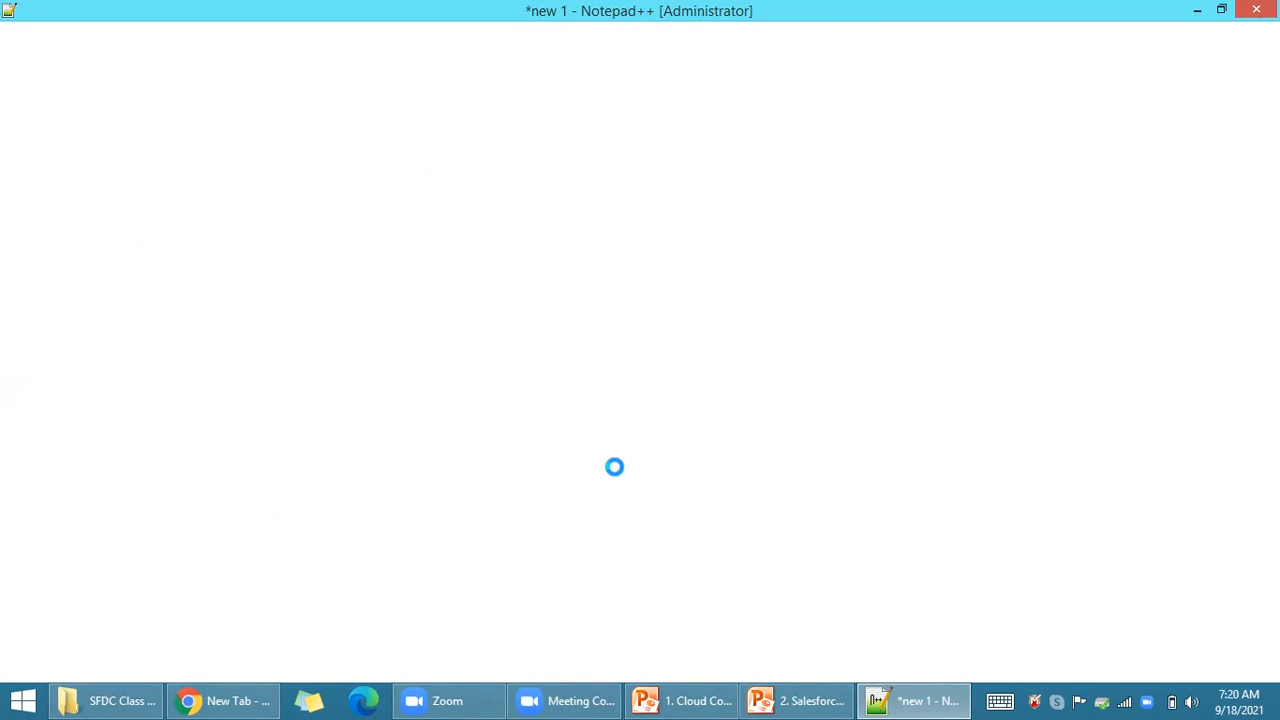 *new 1 - Notepad++ [Administrator]
SFDC Class ...
New Tab - ...
Zoom
Meeting Co...
1. Cloud Co...
2. Salesforc...
*new 1 - N...
7:20 AM
9/18/2021